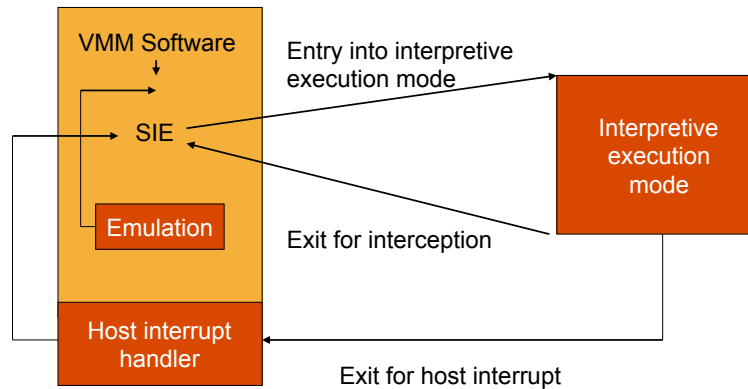 VMM Software
Entry into interpretive
execution mode
SIE
Interpretive
execution
mode
Emulation
Exit for interception
Host interrupt
handler
Exit for host interrupt